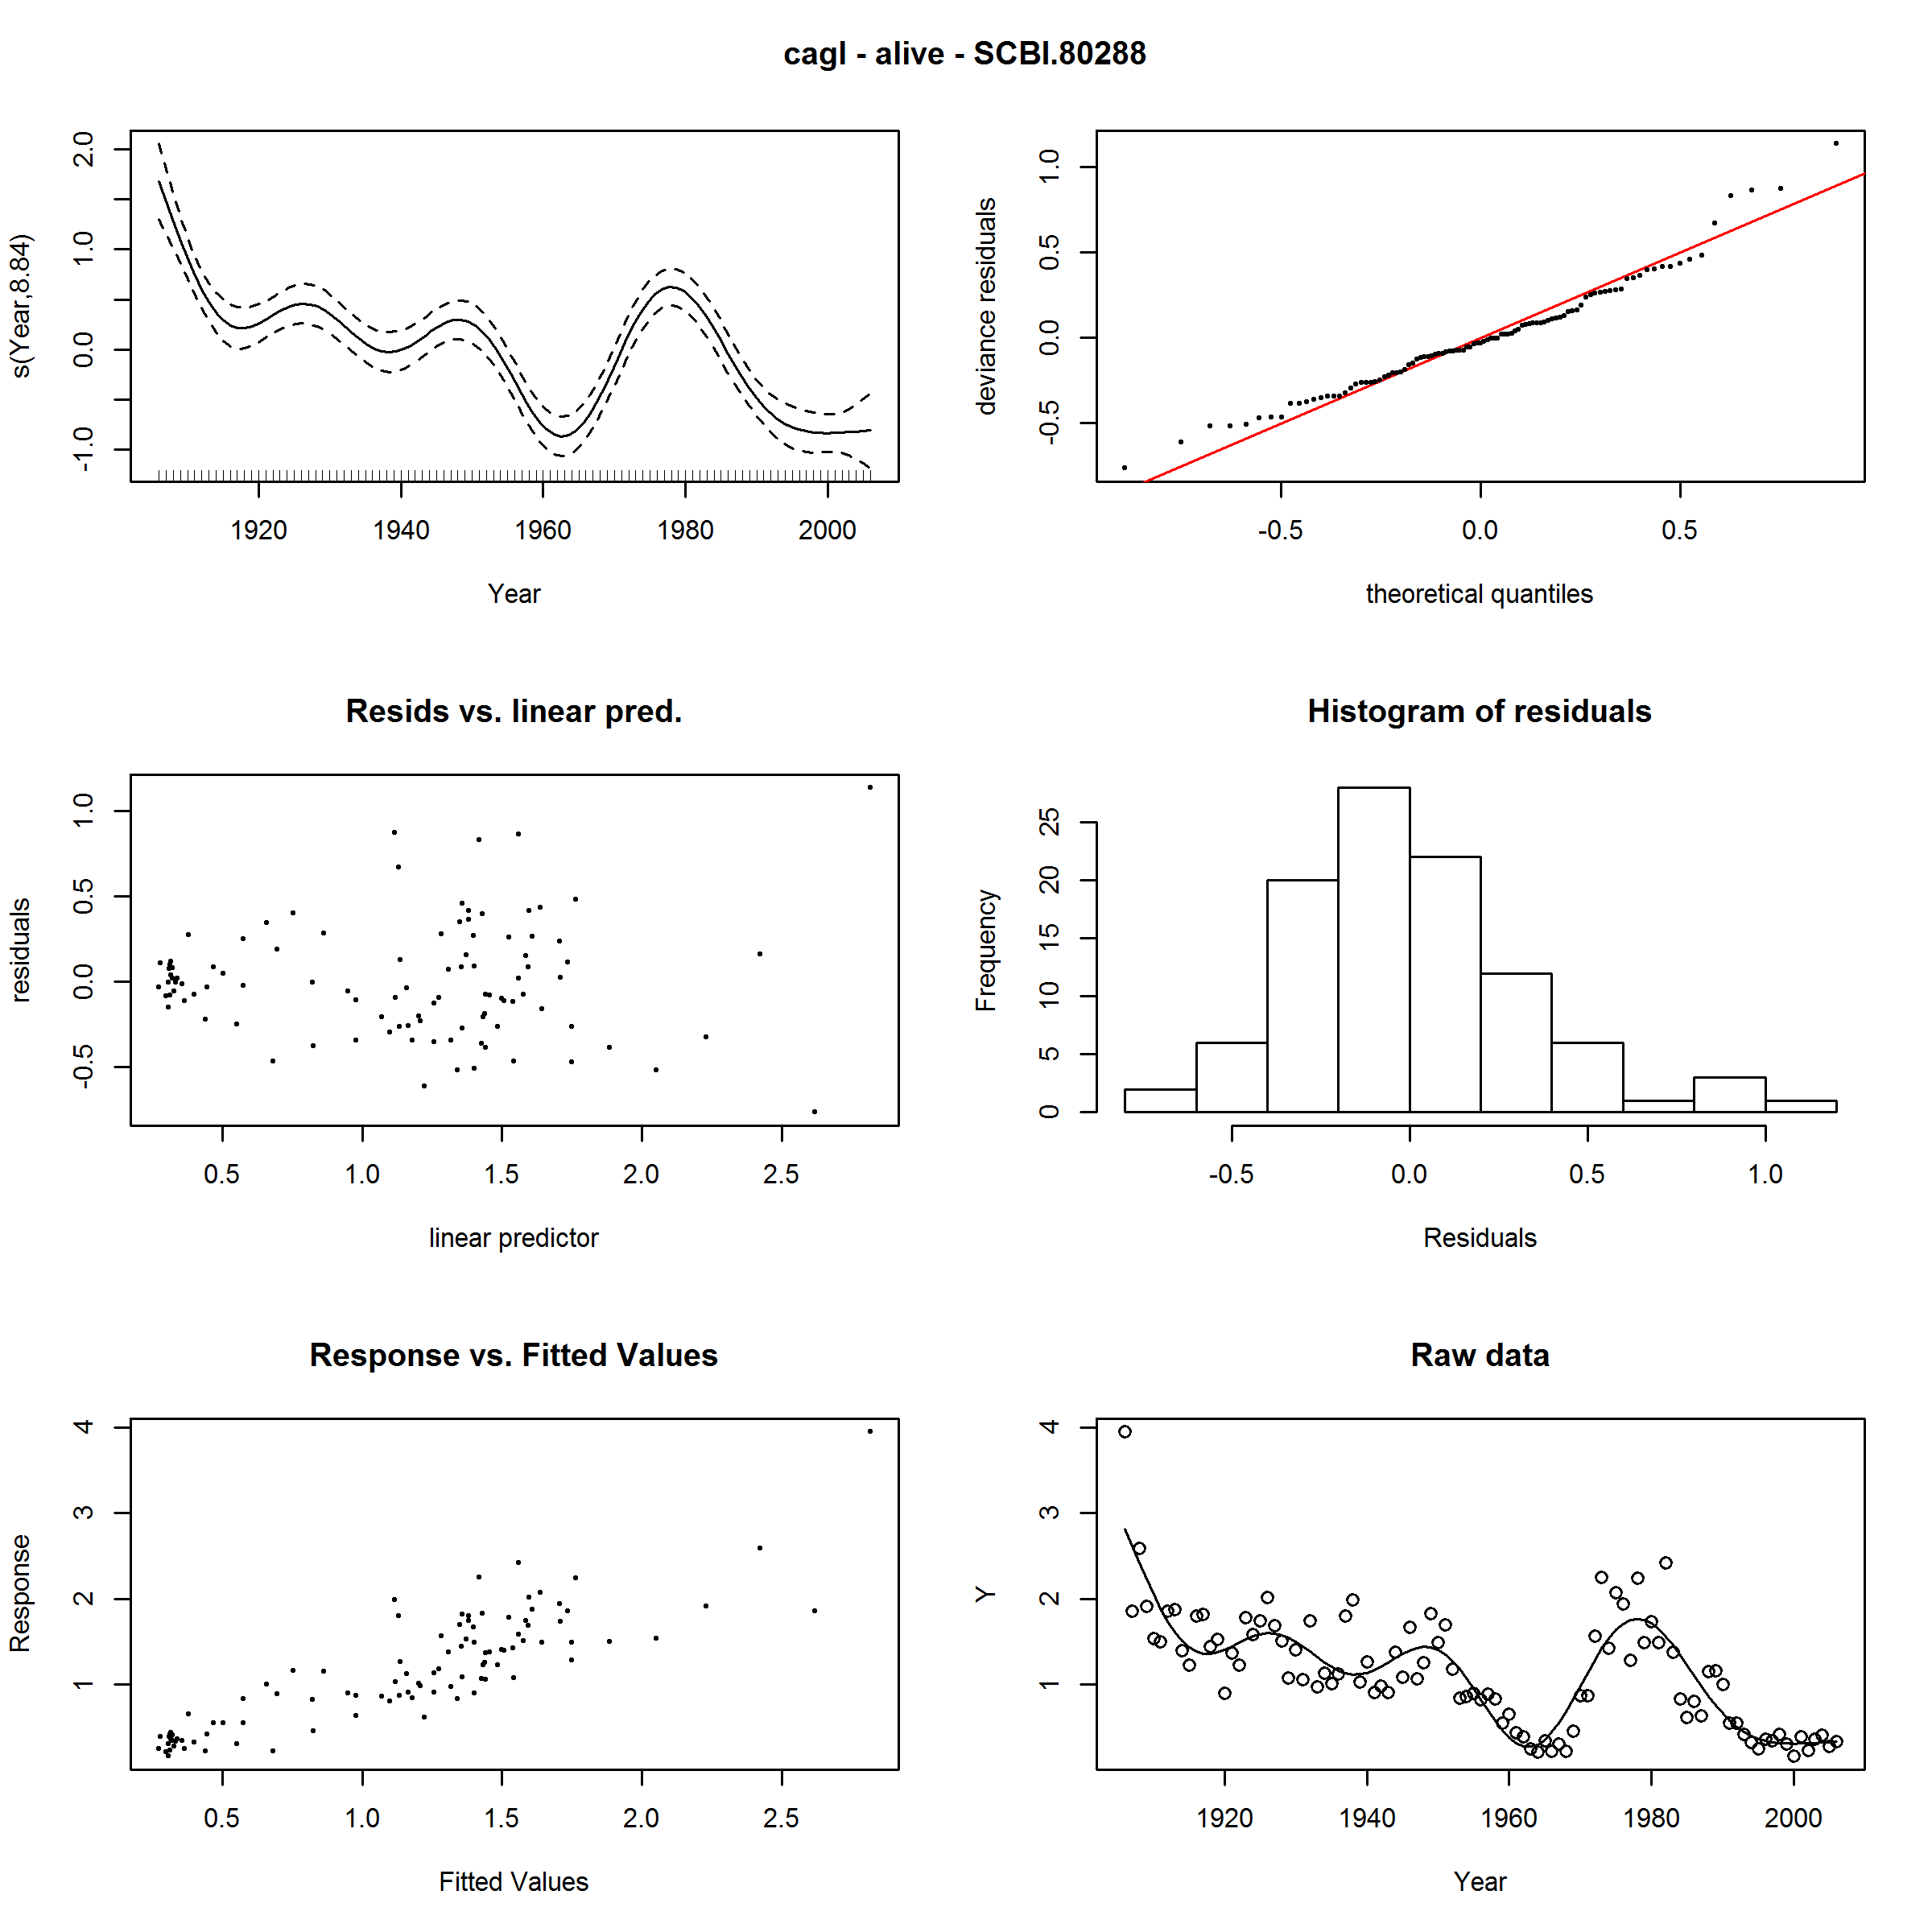 cagl - alive - SCBI.80288
s(Year,8.84)
-1.0 0.0 1.0 2.0
1920 1940 1960 1980 2000
Year
deviance residuals
-0.5 0.0 0.5 1.0
-0.5 0.0 0.5
theoretical quantiles
Resids vs. linear pred.
residuals
-0.5 0.0 0.5 1.0
0.5 1.0 1.5 2.0 2.5
linear predictor
Histogram of residuals
Frequency
0 5 10 15 20 25
-0.5 0.0 0.5 1.0
Residuals
Response vs. Fitted Values
Response
1 2 3 4
0.5 1.0 1.5 2.0 2.5
Fitted Values
Raw data
Y
1 2 3 4
1920 1940 1960 1980 2000
Year